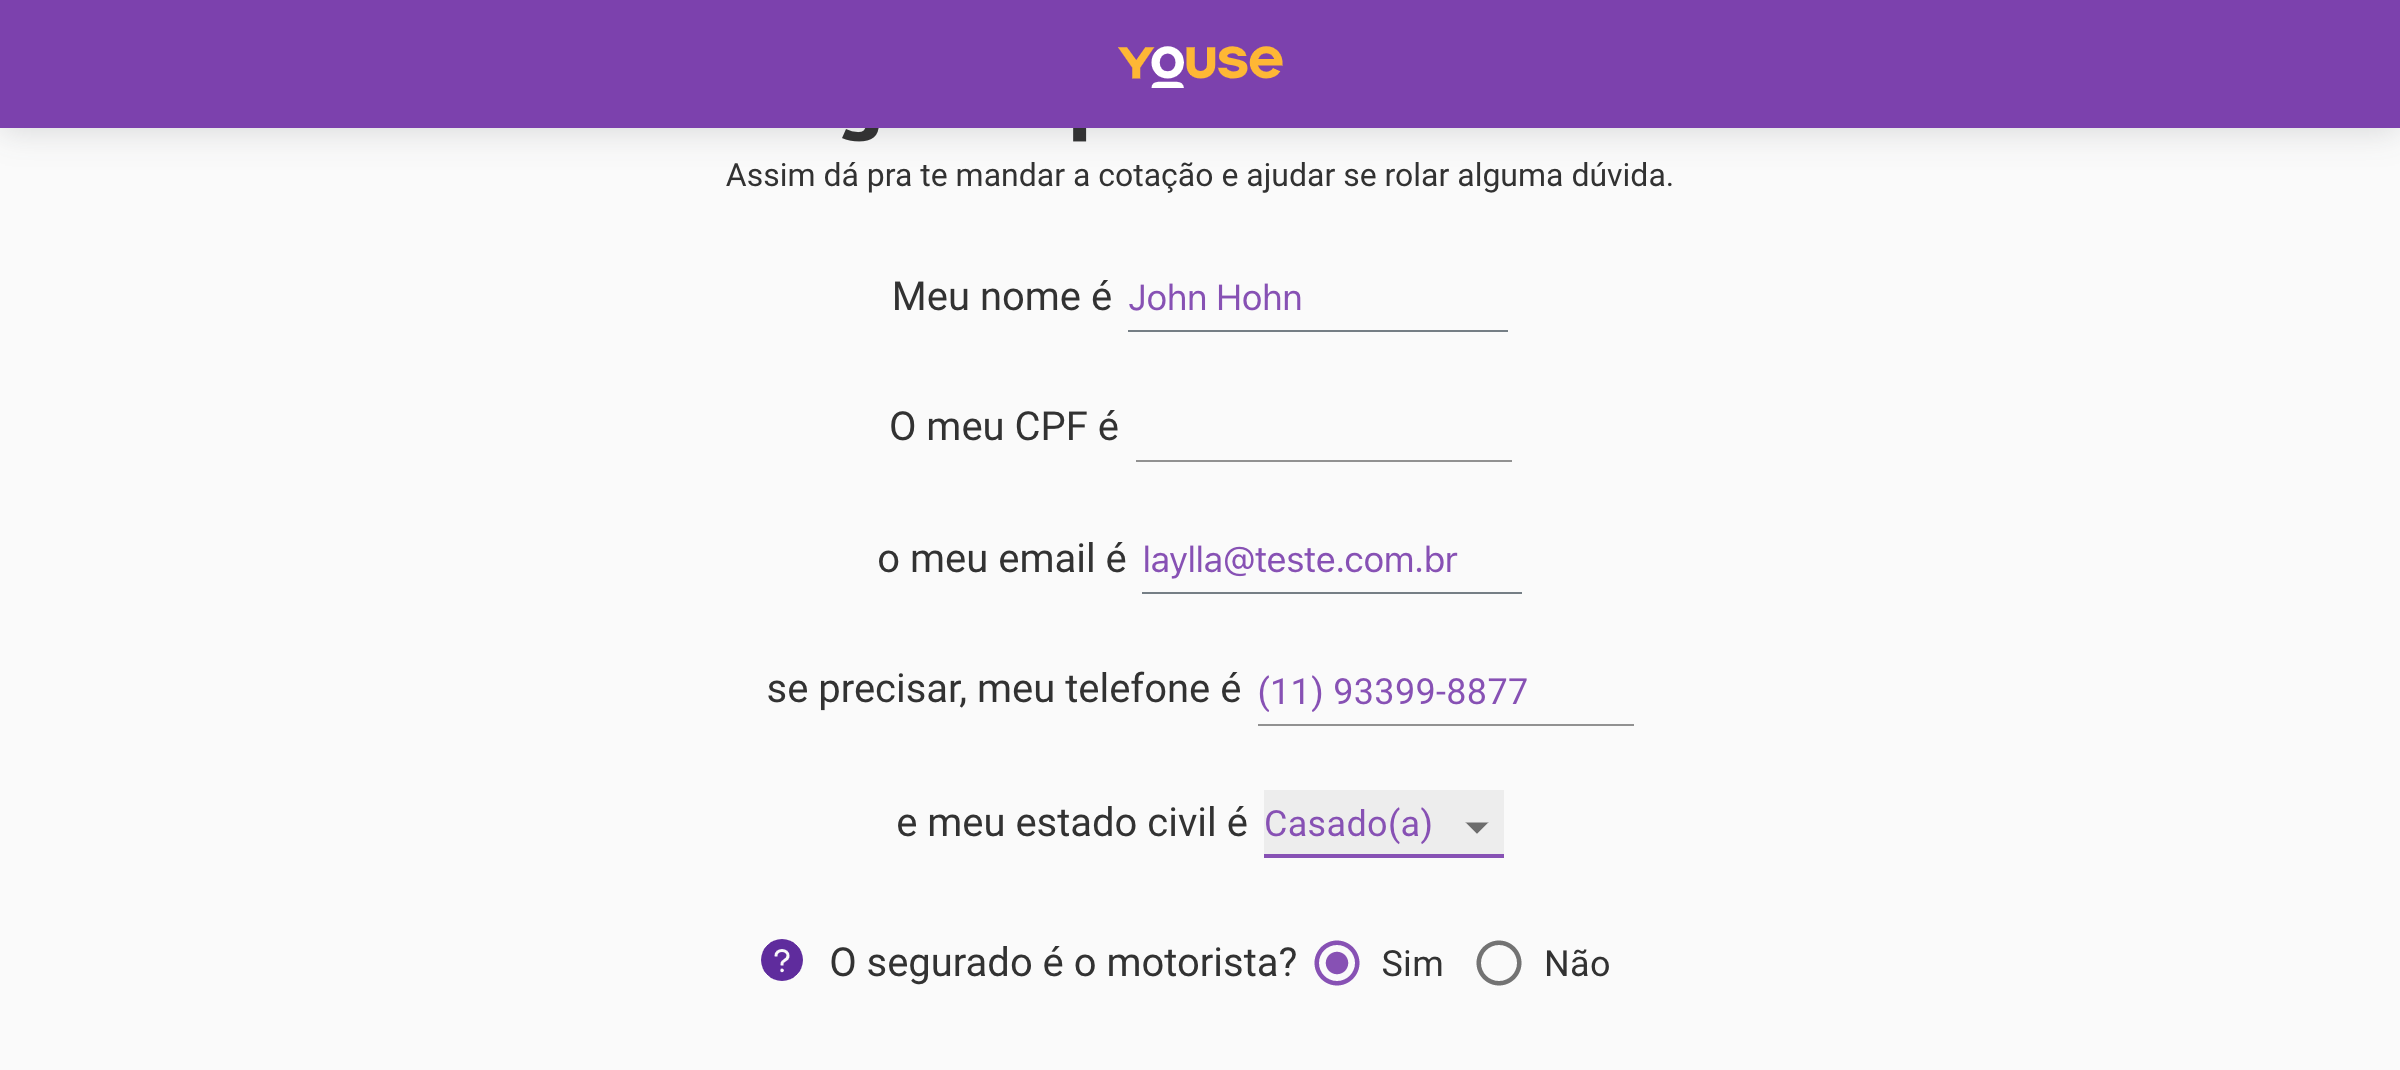 YOUSE
Assim dá pra te mandar a cotação e ajudar se rolar alguma dúvida.
Meu nome é John Hohn
O meu CPF é
o meu email é laylla@teste.com.br
se precisar, meu telefone é (11) 93399-8877
e meu estado civil é Casado(a)
? O segurado é o motorista? Sim Não